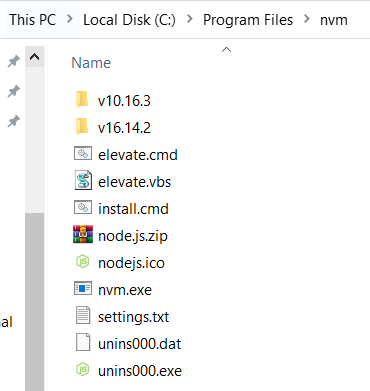 This PC > Local Disk (C:) > Program Files > nvm
Name
v10.16.3
v16.14.2
elevate.cmd
elevate.vbs
install.cmd
node.js.zip
nodejs.ico
nvm.exe
settings.txt
unins000.dat
unins000.exe
al